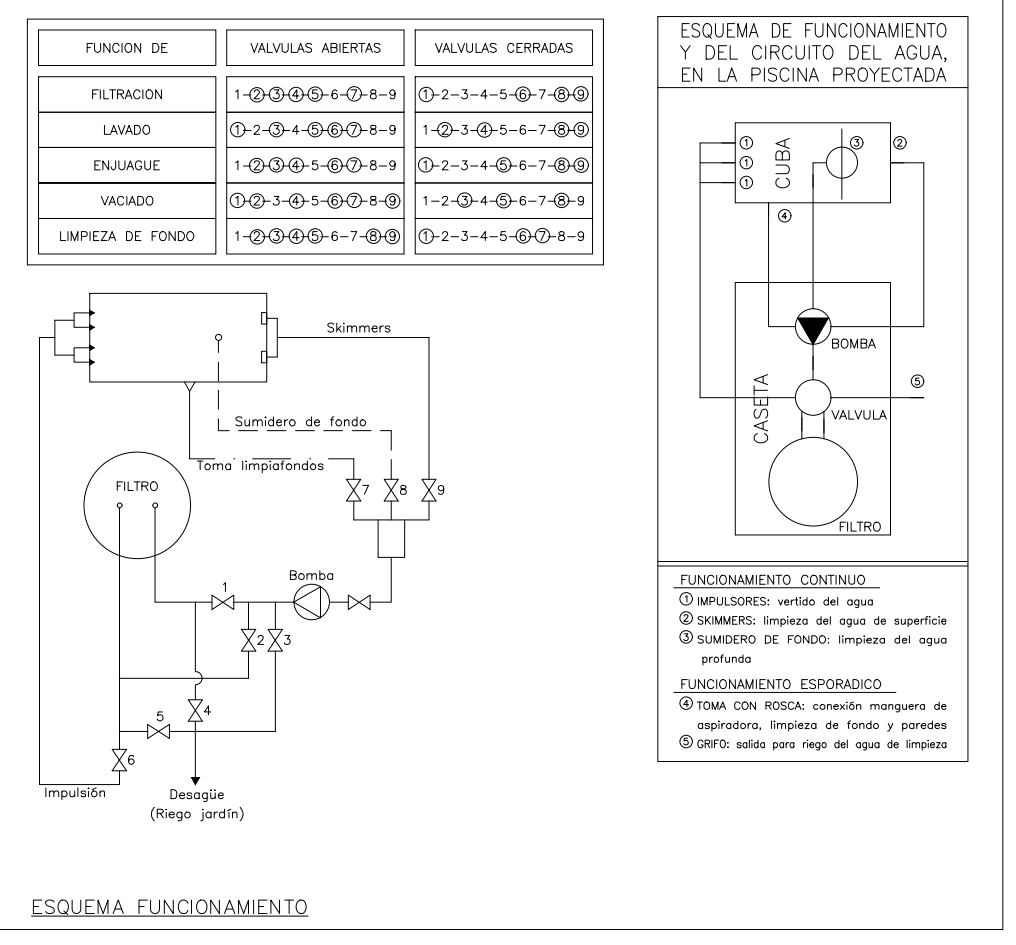 FUNCION DE VALVULAS ABIERTAS VALVULAS CERRADAS
FILTRACION 1-②-③-④-⑤-6-⑦-8-9 ①-2-3-4-5-⑥-7-⑧-⑨
LAVADO ①-2-③-4-⑤-⑥-⑦-8-9 1-②-3-④-5-6-7-⑧-⑨
ENJUAGUE 1-②-③-④-5-⑥-⑦-8-9 ①-2-3-4-⑤-6-7-⑧-⑨
VACIADO ①-②-3-④-5-⑥-⑦-8-⑨ 1-2-③-4-⑤-6-7-⑧-9
LIMPIEZA DE FONDO 1-②-③-④-⑤-6-7-⑧-⑨ ①-2-3-4-5-⑥-⑦-8-9
Skimmers
Sumidero de fondo
Toma limpiafondos
7 8 9
FILTRO
Bomba
1
2 3
4
5
6
Impulsión
Desagüe
(Riego jardín)
ESQUEMA FUNCIONAMIENTO
ESQUEMA DE FUNCIONAMIENTO
Y DEL CIRCUITO DEL AGUA,
EN LA PISCINA PROYECTADA
①
①
①
CUBA
③
②
④
BOMBA
CASETA
⑤
VALVULA
FILTRO
FUNCIONAMIENTO CONTINUO
① IMPULSORES: vertido del agua
② SKIMMERS: limpieza del agua de superficie
③ SUMIDERO DE FONDO: limpieza del agua
profunda
FUNCIONAMIENTO ESPORADICO
④ TOMA CON ROSCA: conexión manguera de
aspiradora, limpieza de fondo y paredes
⑤ GRIFO: salida para riego del agua de limpieza